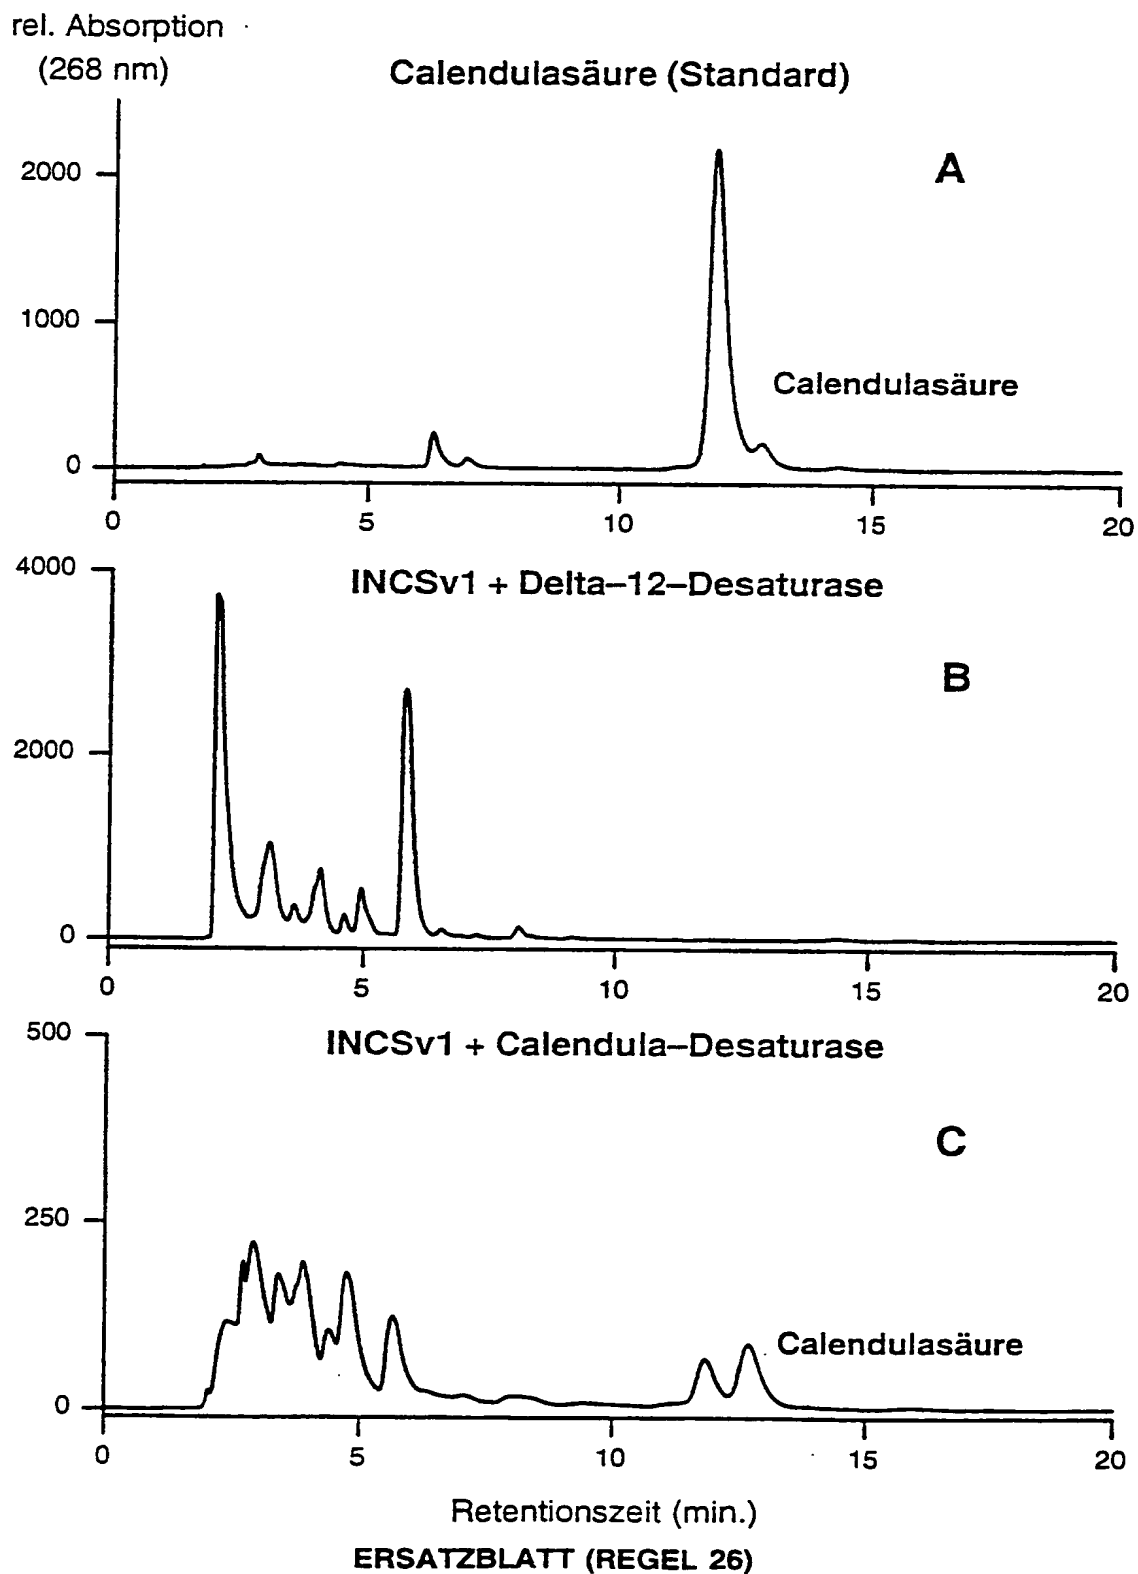 rel. Absorption
(268 nm)
Calendulasäure (Standard)
A
2000
1000
0
Calendulasäure
0 5 10 15 20
4000
INCSv1 + Delta–12–Desaturase
B
2000
0
0 5 10 15 20
500
INCSv1 + Calendula–Desaturase
C
250
0
Calendulasäure
0 5 10 15 20
Retentionszeit (min.)
ERSATZBLATT (REGEL 26)